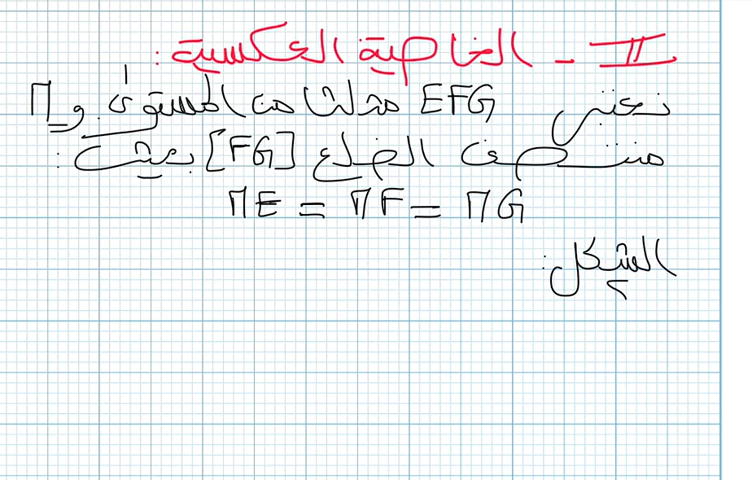 II - الخاصية العكسية:
نعتبر EFG مثلثا من المستوى. و M
منتصف الضلع [FG] بحيث:
ME = MF = MG
الشكل: